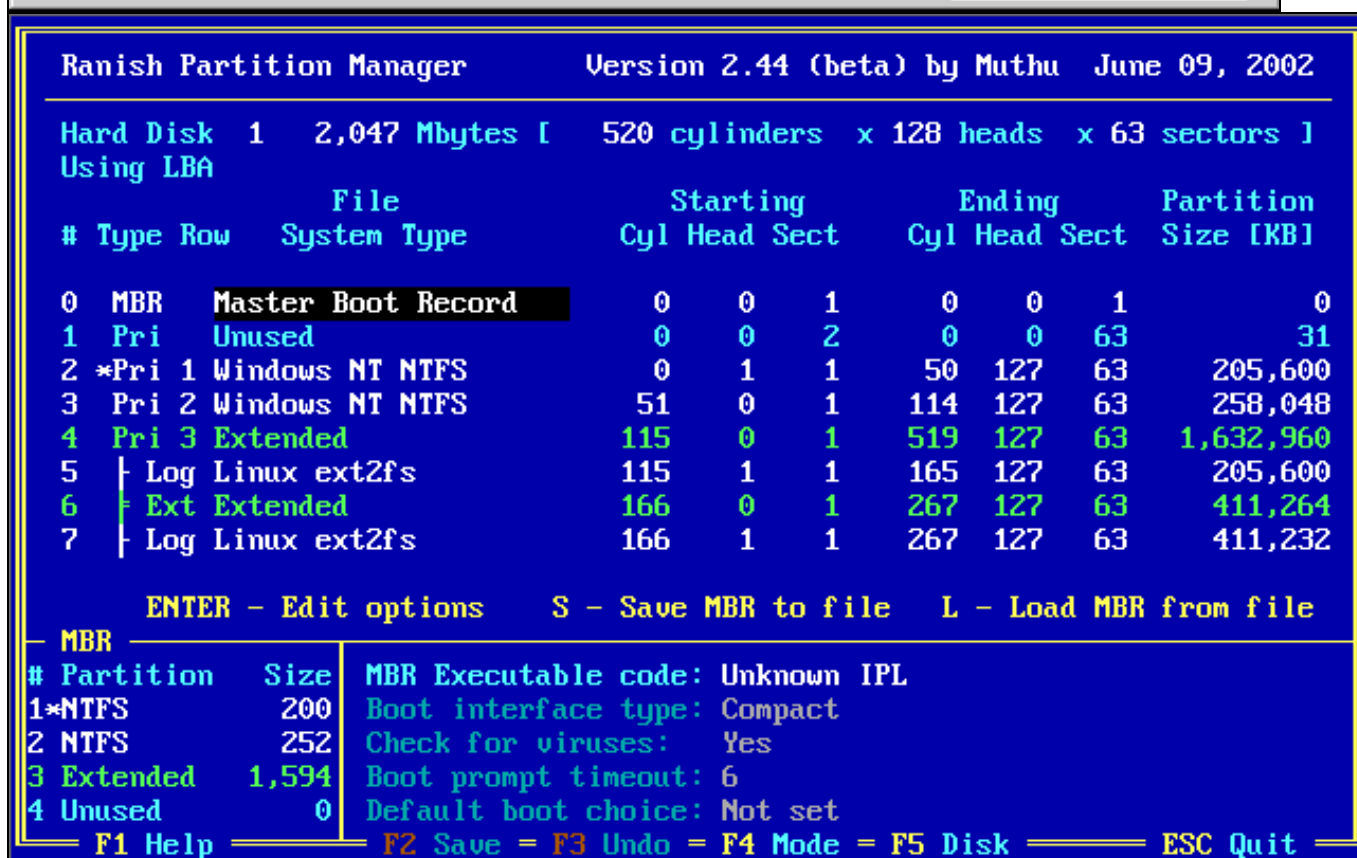 Ranish Partition Manager Version 2.44 (beta) by Muthu June 09, 2002
Hard Disk 1 2,047 Mbytes [ 520 cylinders x 128 heads x 63 sectors ]
Using LBA
File Starting Ending Partition
# Type Row System Type Cyl Head Sect Cyl Head Sect Size [KB]
0 MBR Master Boot Record 0 0 1 0 0 1 0
1 Pri Unused 0 0 2 0 0 63 31
2 *Pri 1 Windows NT NTFS 0 1 1 50 127 63 205,600
3 Pri 2 Windows NT NTFS 51 0 1 114 127 63 258,048
4 Pri 3 Extended 115 0 1 519 127 63 1,632,960
5 ├ Log Linux ext2fs 115 1 1 165 127 63 205,600
6 ╞ Ext Extended 166 0 1 267 127 63 411,264
7 ├ Log Linux ext2fs 166 1 1 267 127 63 411,232
ENTER - Edit options S - Save MBR to file L - Load MBR from file
MBR
# Partition Size MBR Executable code: Unknown IPL
1*NTFS 200 Boot interface type: Compact
2 NTFS 252 Check for viruses: Yes
3 Extended 1,594 Boot prompt timeout: 6
4 Unused 0 Default boot choice: Not set
F1 Help F2 Save = F3 Undo = F4 Mode = F5 Disk ESC Quit